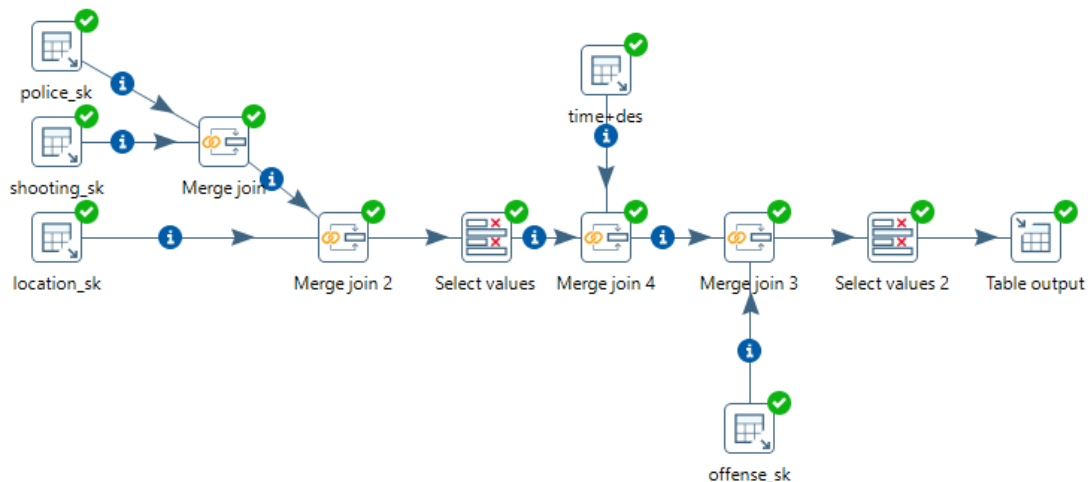 police_sk
time+des
shooting_sk
Merge join
location_sk
Merge join 2
Select values
Merge join 4
Merge join 3
Select values 2
Table output
offense_sk